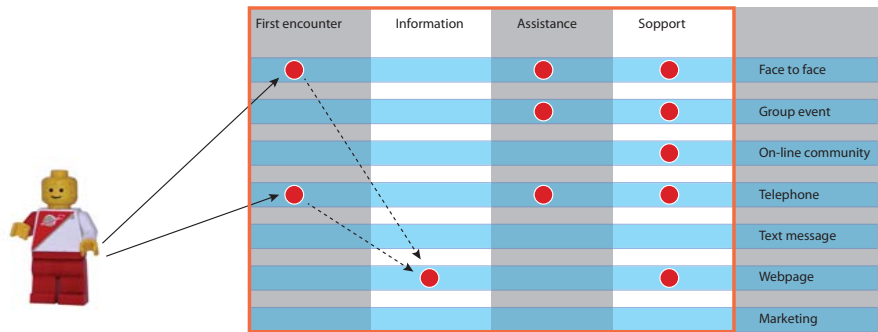 First encounter
Information
Assistance
Sopport
Face to face
Group event
On-line community
Telephone
Text message
Webpage
Marketing